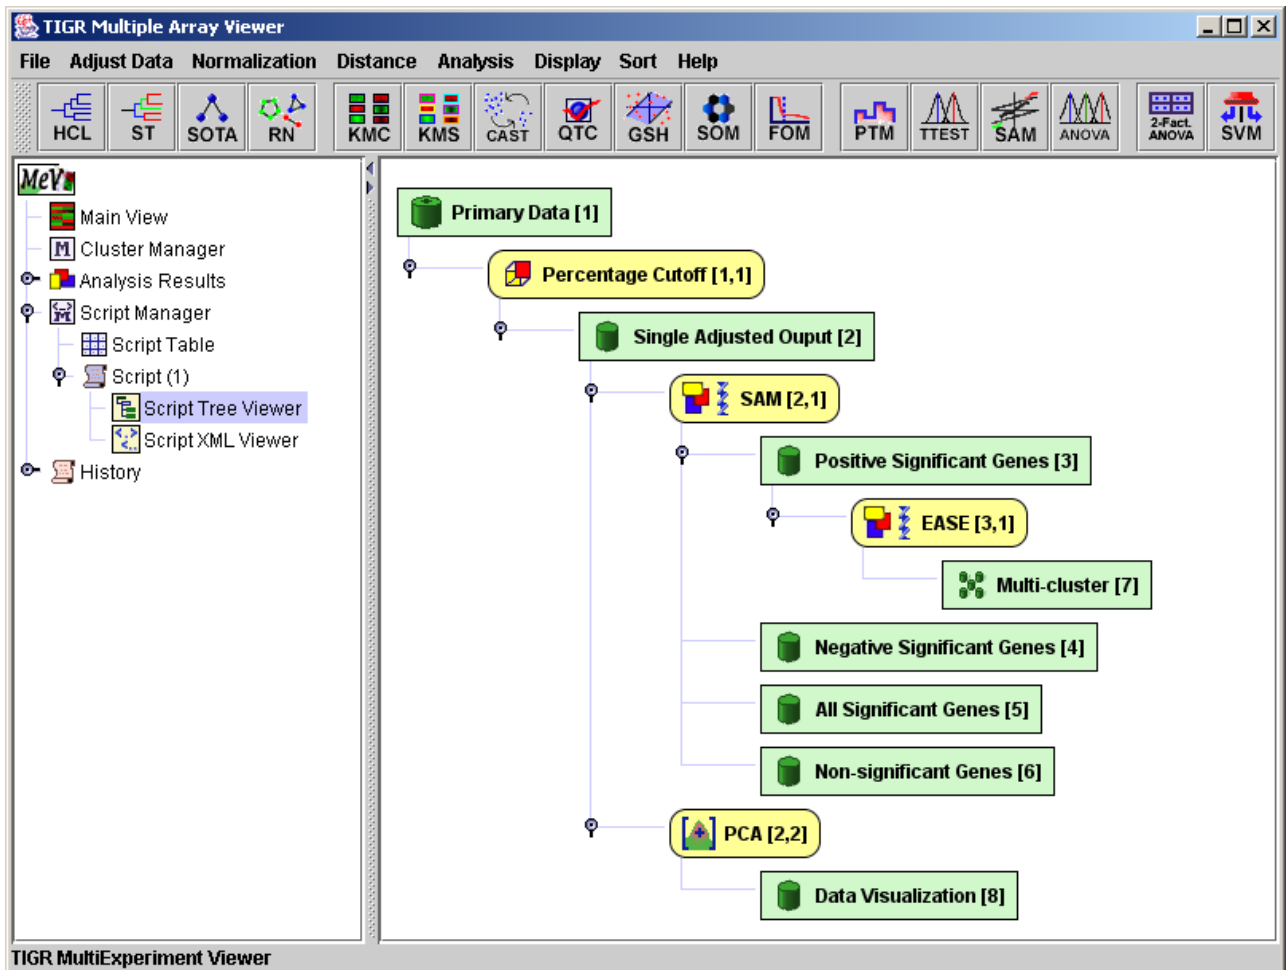 TIGR Multiple Array Viewer
File Adjust Data Normalization Distance Analysis Display Sort Help
HCL ST SOTA RN KMC KMS CAST QTC GSH SOM FOM PTM TTEST SAM ANOVA 2-Fact. ANOVA SVM
MeV
Main View
M Cluster Manager
Analysis Results
Script Manager
Script Table
Script (1)
Script Tree Viewer
Script XML Viewer
History
Primary Data [1]
Percentage Cutoff [1,1]
Single Adjusted Ouput [2]
SAM [2,1]
Positive Significant Genes [3]
EASE [3,1]
Multi-cluster [7]
Negative Significant Genes [4]
All Significant Genes [5]
Non-significant Genes [6]
PCA [2,2]
Data Visualization [8]
TIGR MultiExperiment Viewer